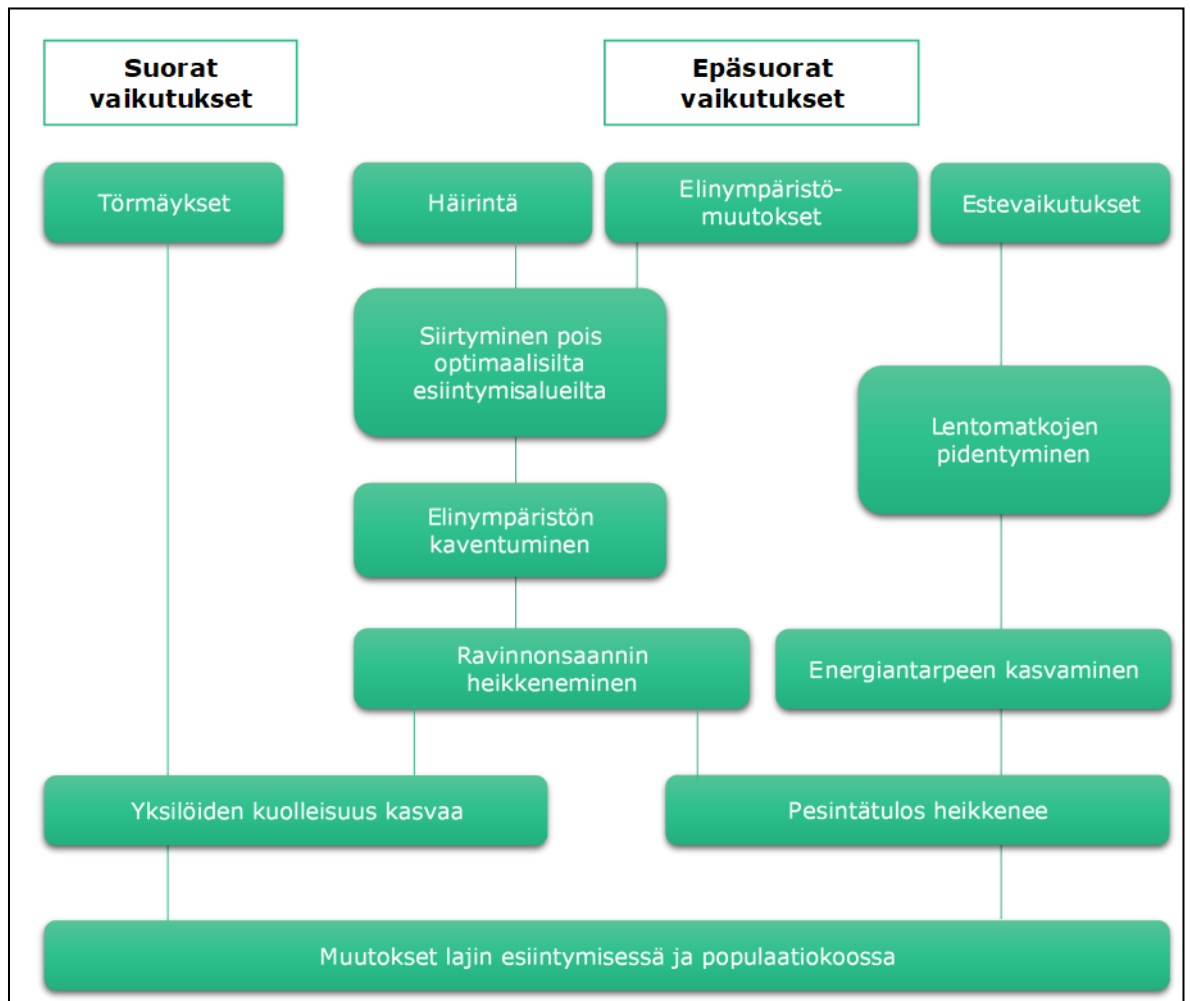 Suorat
vaikutukset
Epäsuorat
vaikutukset
Törmäykset
Häirintä
Elinympäristö-
muutokset
Estevaikutukset
Siirtyminen pois
optimaalisilta
esiintymisalueilta
Lentomatkojen
pidentyminen
Elinympäristön
kaventuminen
Ravinnonsaannin
heikkeneminen
Energiantarpeen kasvaminen
Yksilöiden kuolleisuus kasvaa
Pesintätulos heikkenee
Muutokset lajin esiintymisessä ja populaatiokoossa